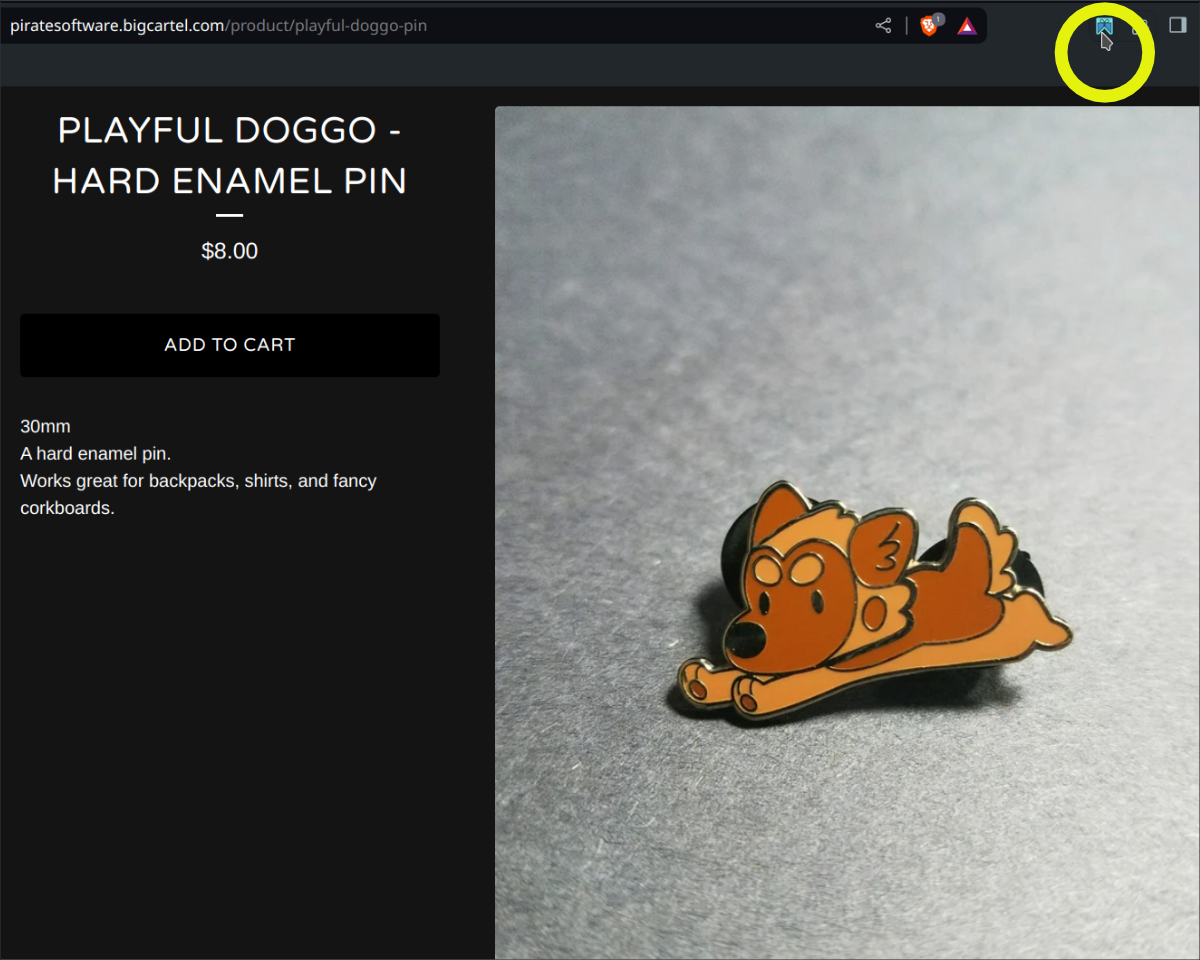 piratesoftware.bigcartel.com/product/playful-doggo-pin
1
PLAYFUL DOGGO -
HARD ENAMEL PIN
$8.00
ADD TO CART
30mm
A hard enamel pin.
Works great for backpacks, shirts, and fancy
corkboards.